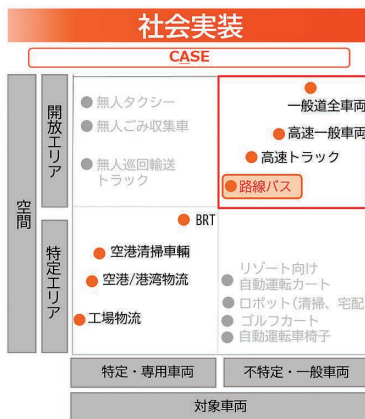 社会実装
CASE
空間
開放エリア
特定エリア
無人タクシー
無人ごみ収集車
無人巡回輸送
トラック
一般道全車両
高速一般車両
高速トラック
路線バス
BRT
空港清掃車輛
空港/港湾物流
工場物流
リゾート向け
自動運転カート
ロボット(清掃、宅配
ゴルフカート
自動運転車椅子
特定・専用車両
不特定・一般車両
対象車両